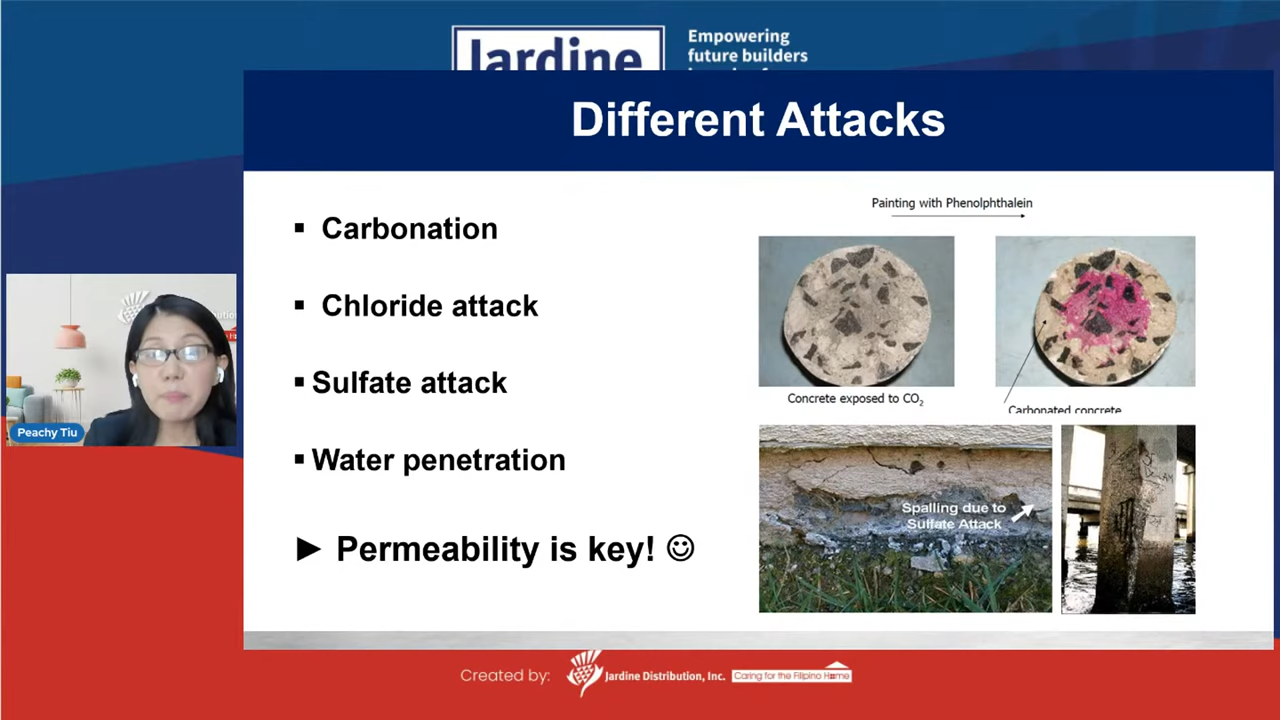 Jardine
Empowering
future builders
Different Attacks
▪ Carbonation
▪ Chloride attack
▪ Sulfate attack
▪ Water penetration
► Permeability is key! ☺
Painting with Phenolphthalein
Concrete exposed to CO₂
Carbonated concrete
Spalling due to
Sulfate Attack
Peachy Tiu
Created by:
Jardine Distribution, Inc.
Caring for the Filipino Home